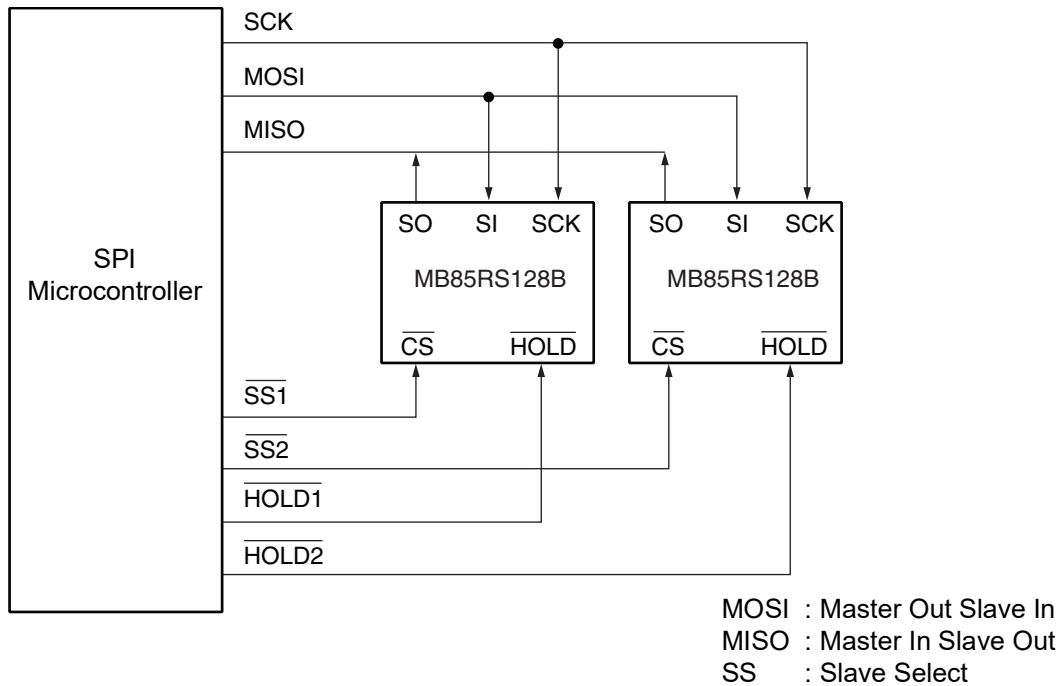 SCK
MOSI
MISO
SO SI SCK
MB85RS128B
CS HOLD
SO SI SCK
MB85RS128B
CS HOLD
SPI
Microcontroller
SS1
SS2
HOLD1
HOLD2
MOSI : Master Out Slave In
MISO : Master In Slave Out
SS : Slave Select